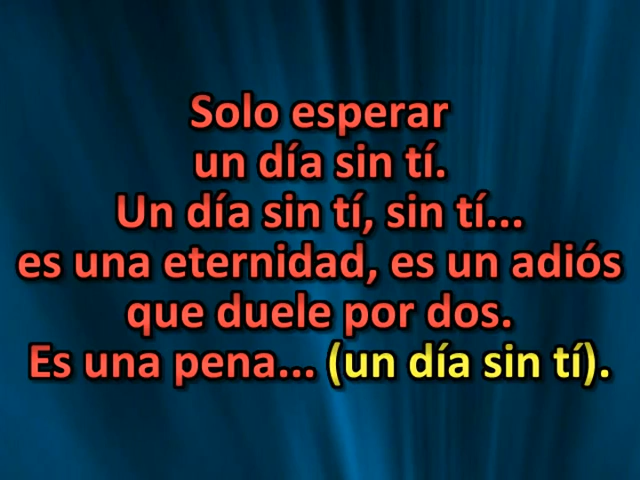 Solo esperar
un día sin tí.
Un día sin tí, sin tí...
es una eternidad, es un adiós
que duele por dos.
Es una pena... (un día sin tí).